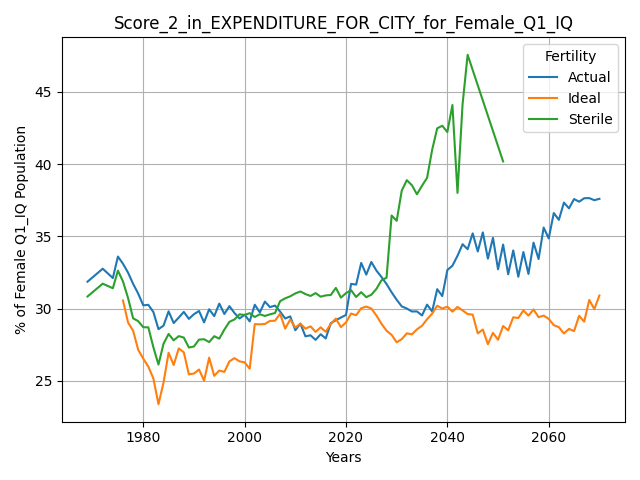 Score_2_in_EXPENDITURE_FOR_CITY_for_Female_Q1_IQ
% of Female Q1_IQ Population
45
40
35
30
25
Fertility
Actual
Ideal
Sterile
1980
2000
2020
2040
2060
Years